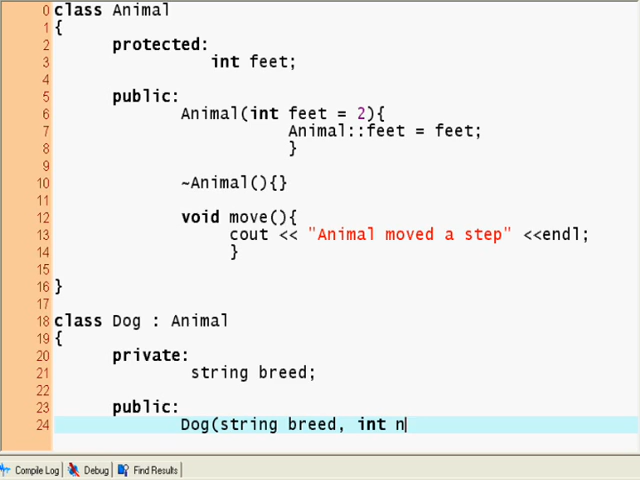 0 class Animal
1 {
2 protected:
3 int feet;
4
5 public:
6 Animal(int feet = 2){
7 Animal::feet = feet;
8 }
9
10 ~Animal(){}
11
12 void move(){
13 cout << "Animal moved a step" <<endl;
14 }
15
16 }
17
18 class Dog : Animal
19 {
20 private:
21 string breed;
22
23 public:
24 Dog(string breed, int n
Compile Log Debug Find Results